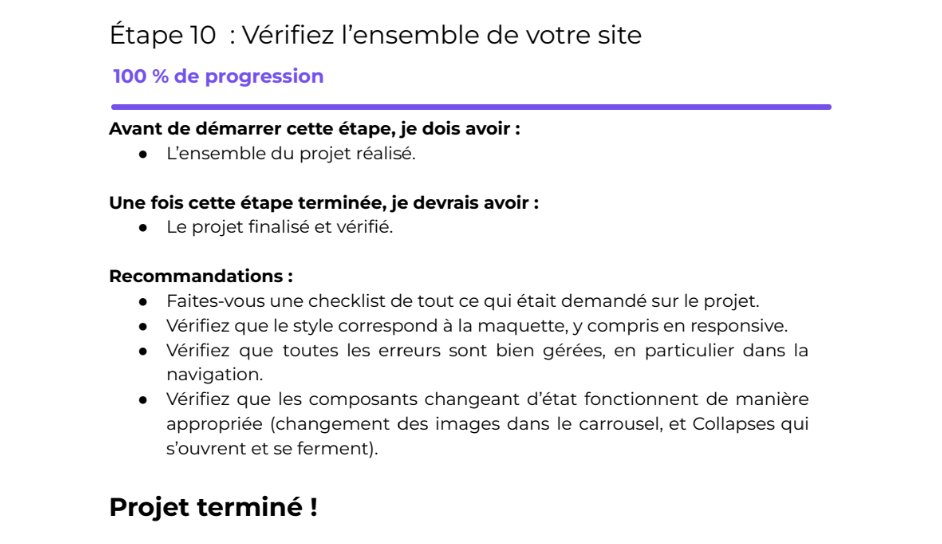 Étape 10  : Vérifiez l’ensemble de votre site
100 % de progression
Avant de démarrer cette étape, je dois avoir :
● L’ensemble du projet réalisé.
Une fois cette étape terminée, je devrais avoir :
● Le projet finalisé et vérifié.
Recommandations :
● Faites-vous une checklist de tout ce qui était demandé sur le projet.
● Vérifiez que le style correspond à la maquette, y compris en responsive.
● Vérifiez que toutes les erreurs sont bien gérées, en particulier dans la
navigation.
● Vérifiez que les composants changeant d’état fonctionnent de manière
appropriée (changement des images dans le carrousel, et Collapses qui
s’ouvrent et se ferment).
Projet terminé !